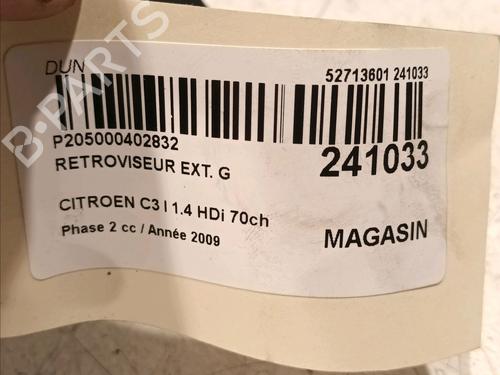 DUN
52713601 241033
P205000402832
RETROVISEUR EXT. G
241033
CITROEN C3 I 1.4 HDi 70ch
Phase 2 cc / Année 2009
MAGASIN
B-PARTS